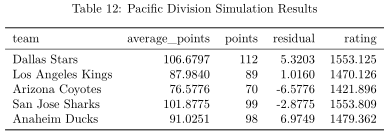 Table 12: Pacific Division Simulation Results
team average_points points residual rating
Dallas Stars 106.6797 112 5.3203 1553.125
Los Angeles Kings 87.9840 89 1.0160 1470.126
Arizona Coyotes 76.5776 70 -6.5776 1421.896
San Jose Sharks 101.8775 99 -2.8775 1553.809
Anaheim Ducks 91.0251 98 6.9749 1479.362